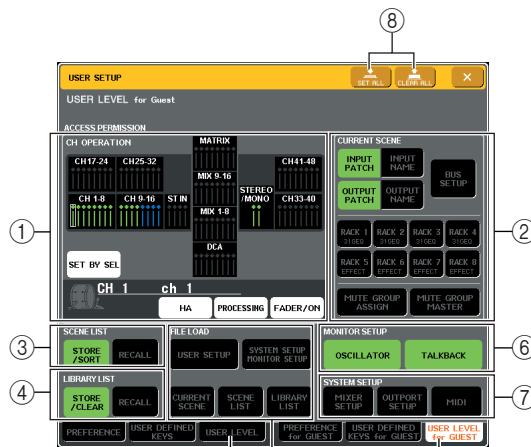 ⑧
USER SETUP
SET ALL
CLEAR ALL
×
USER LEVEL for Guest
ACCESS PERMISSION
CH OPERATION
MATRIX
CH17-24
CH25-32
CH41-48
MIX 9-16
CH 1-8
CH 9-16
ST IN
STEREO
/MONO
CH33-40
MIX 1-8
DCA
SET BY SEL
CH 1
ch 1
HA
PROCESSING
FADER/ON
①
CURRENT SCENE
INPUT
PATCH
INPUT
NAME
BUS
SETUP
OUTPUT
PATCH
OUTPUT
NAME
RACK 1
31GEQ
RACK 2
31GEQ
RACK 3
31GEQ
RACK 4
31GEQ
RACK 5
EFFECT
RACK 6
EFFECT
RACK 7
EFFECT
RACK 8
EFFECT
MUTE GROUP
ASSIGN
MUTE GROUP
MASTER
②
③
SCENE LIST
STORE
/SORT
RECALL
④
LIBRARY LIST
STORE
/CLEAR
RECALL
FILE LOAD
USER SETUP
SYSTEM SETUP
MONITOR SETUP
CURRENT
SCENE
SCENE
LIST
LIBRARY
LIST
MONITOR SETUP
OSCILLATOR
TALKBACK
⑥
SYSTEM SETUP
MIXER
SETUP
OUTPORT
SETUP
MIDI
⑦
PREFERENCE
USER DEFINED
KEYS
USER LEVEL
PREFERENCE
for GUEST
USER DEFINED
KEYS for GUEST
USER LEVEL
for GUEST